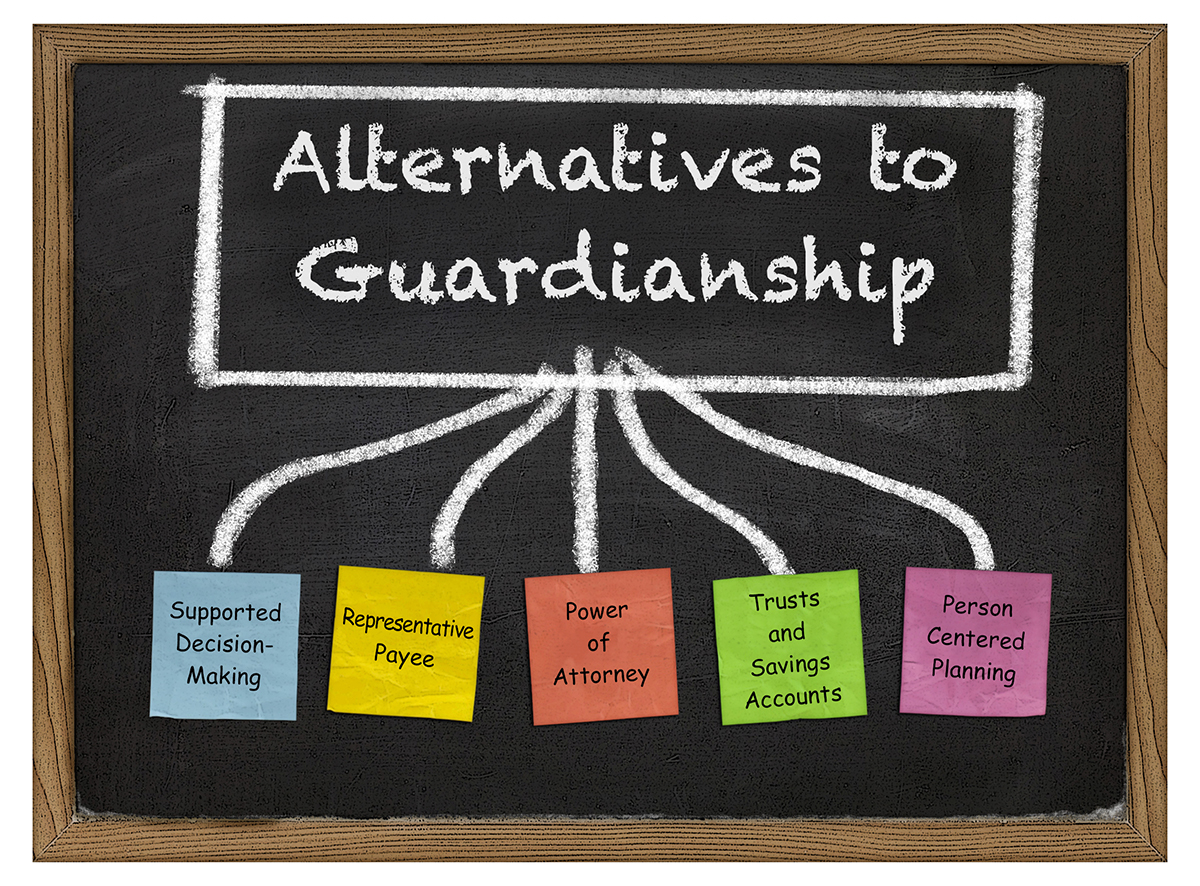 Alternatives to
Guardianship
Supported
Decision-
Making
Representative
Payee
Power
of
Attorney
Trusts
and
Savings
Accounts
Person
Centered
Planning